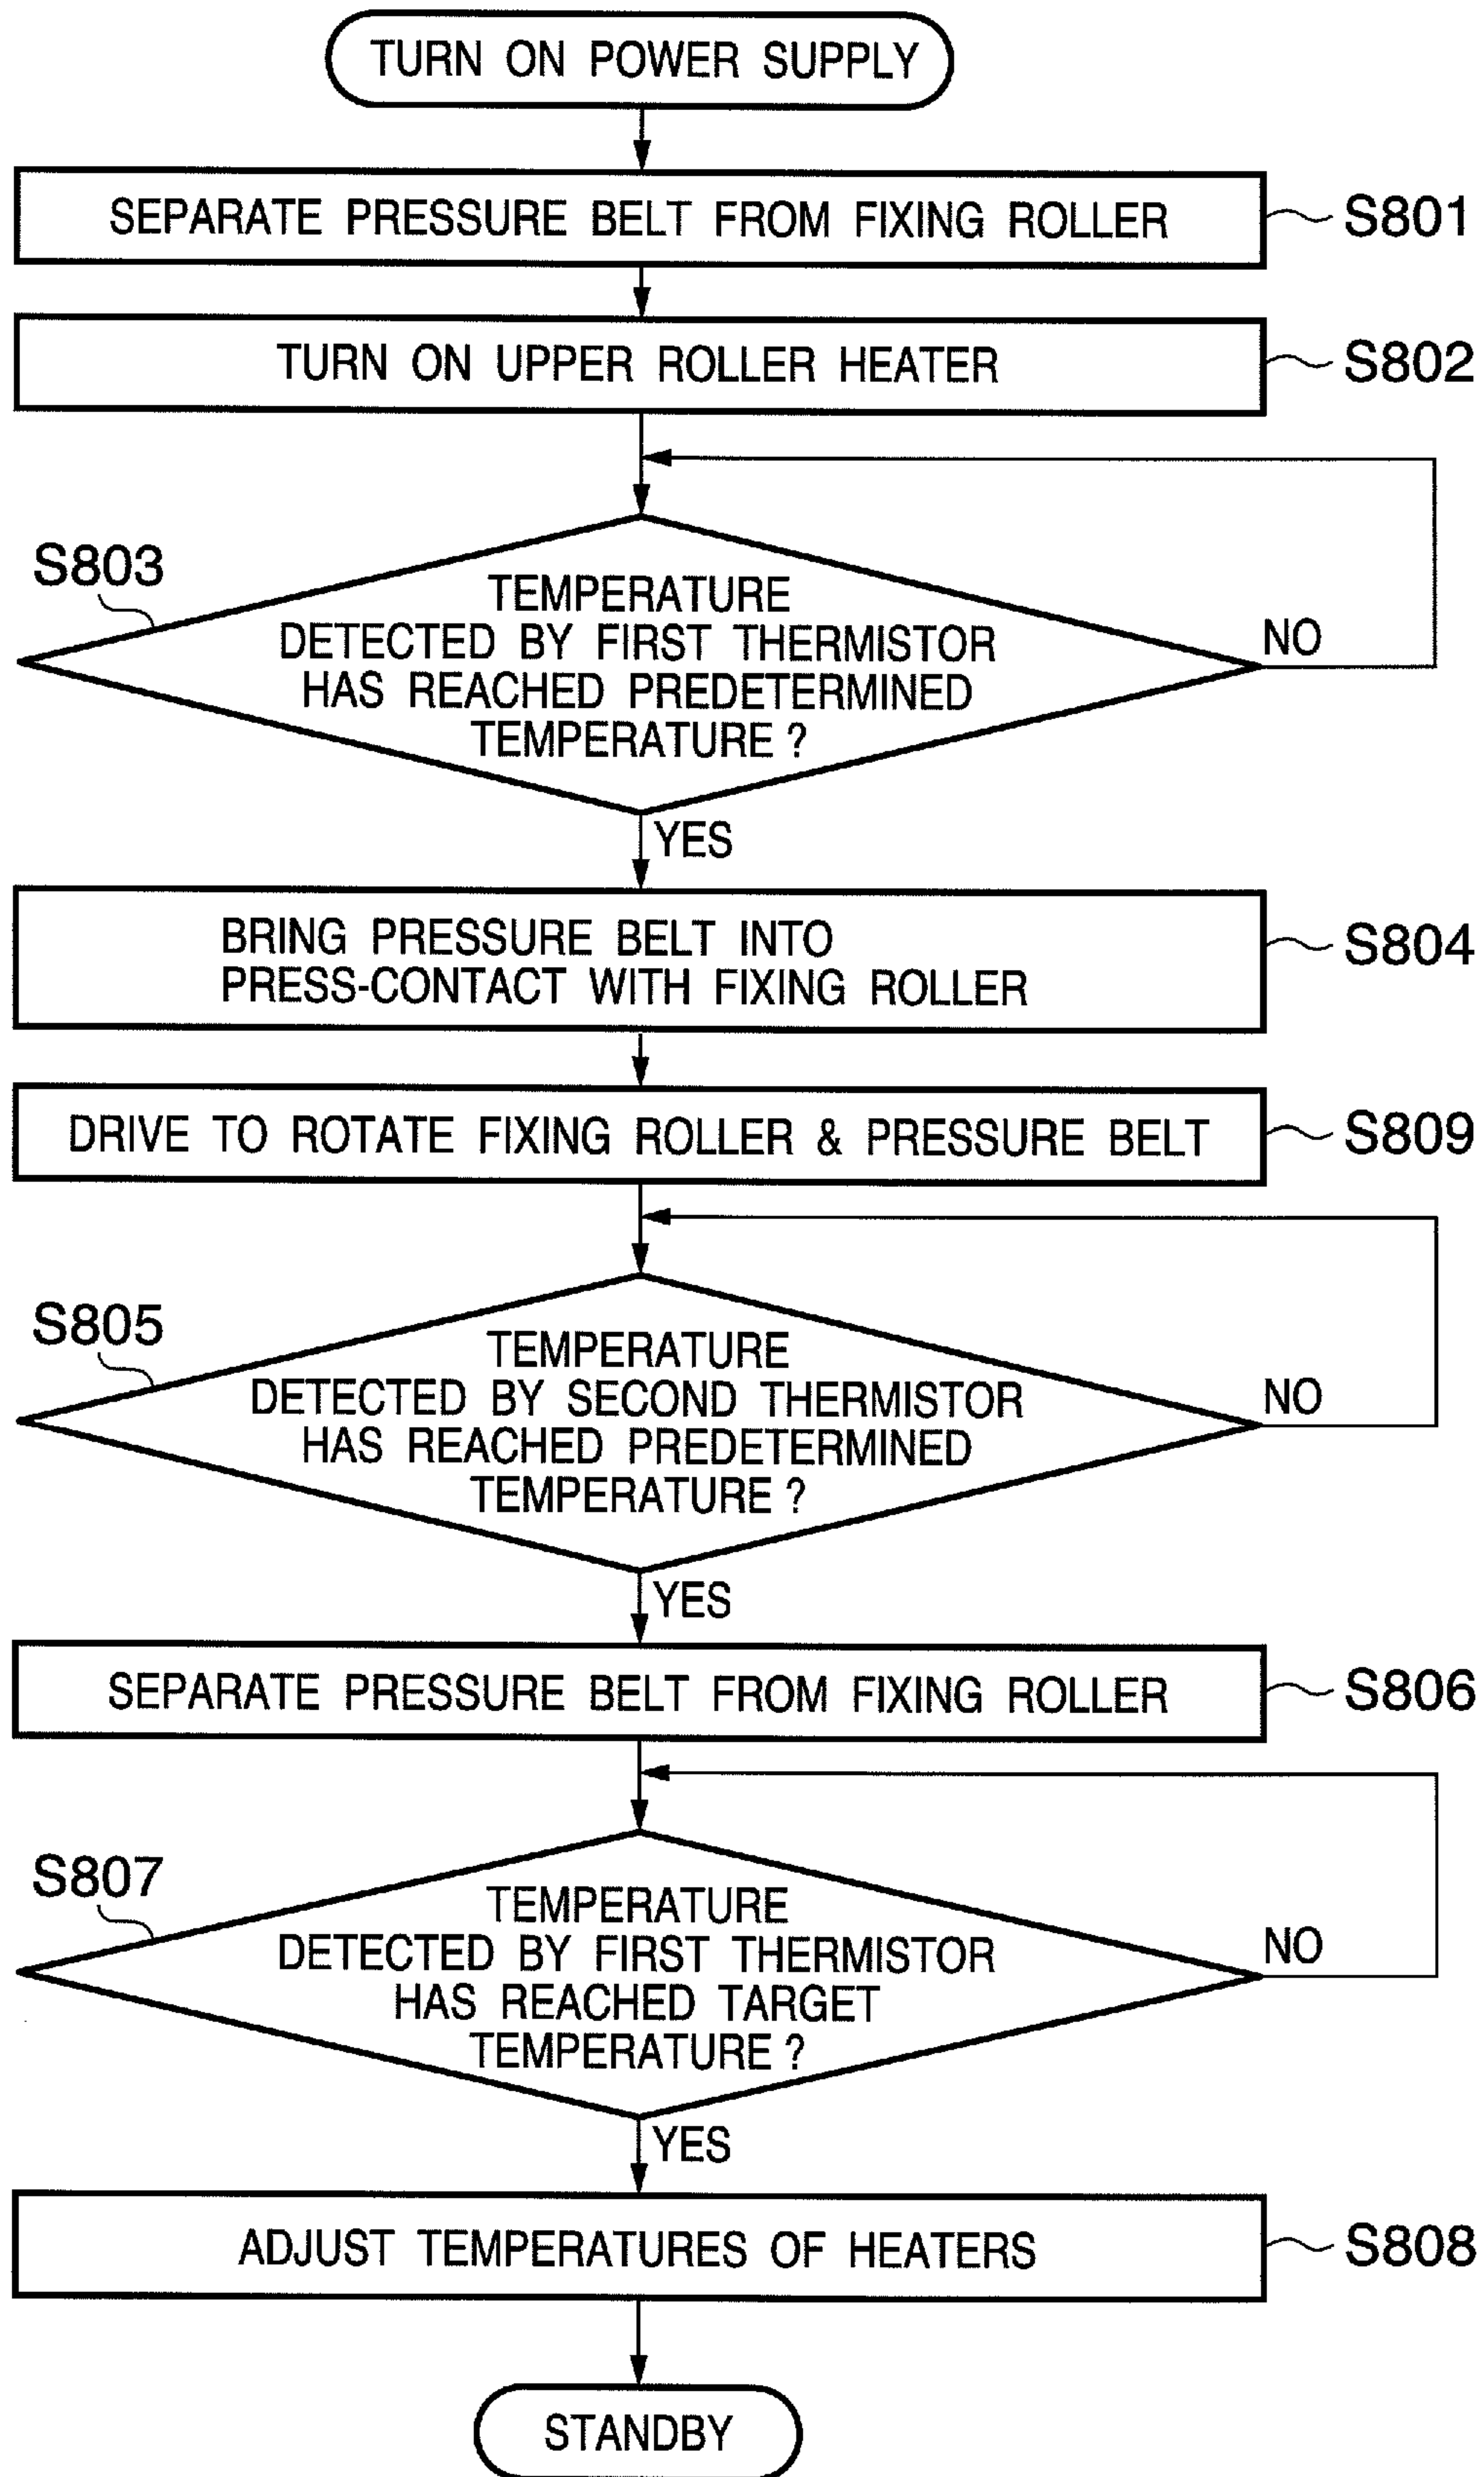 TURN ON POWER SUPPLY
SEPARATE PRESSURE BELT FROM FIXING ROLLER
S801
TURN ON UPPER ROLLER HEATER
S802
S803
TEMPERATURE
DETECTED BY FIRST THERMISTOR
HAS REACHED PREDETERMINED
TEMPERATURE ?
NO
YES
BRING PRESSURE BELT INTO
PRESS-CONTACT WITH FIXING ROLLER
S804
DRIVE TO ROTATE FIXING ROLLER & PRESSURE BELT
S809
S805
TEMPERATURE
DETECTED BY SECOND THERMISTOR
HAS REACHED PREDETERMINED
TEMPERATURE ?
NO
YES
SEPARATE PRESSURE BELT FROM FIXING ROLLER
S806
S807
TEMPERATURE
DETECTED BY FIRST THERMISTOR
HAS REACHED TARGET
TEMPERATURE ?
NO
YES
ADJUST TEMPERATURES OF HEATERS
S808
STANDBY